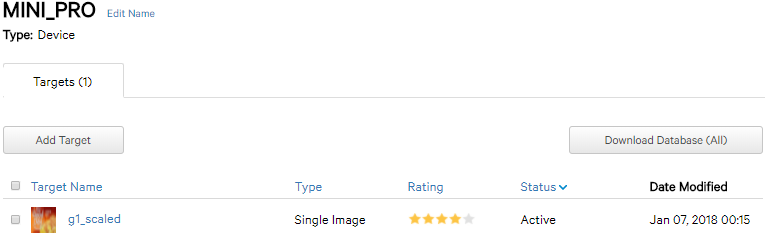 MINI_PRO Edit Name
Type: Device
Targets (1)
Add Target Download Database (All)
Target Name Type Rating Status Date Modified
g1_scaled Single Image Active Jan 07, 2018 00:15